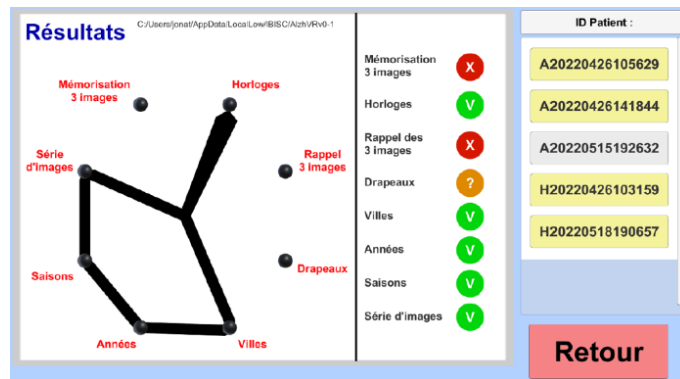 Résultats
C:/Users/jonat/AppData/LocalLow/IBISC/AlzhVRv0-1
Mémorisation
3 images
Horloges
Série
d'images
Rappel
3 images
Saisons
Drapeaux
Années
Villes
Mémorisation
3 images
X
Horloges
V
Rappel des
3 images
X
Drapeaux
?
Villes
V
Années
V
Saisons
V
Série d'images
V
ID Patient :
A20220426105629
A20220426141844
A20220515192632
H20220426103159
H20220518190657
Retour